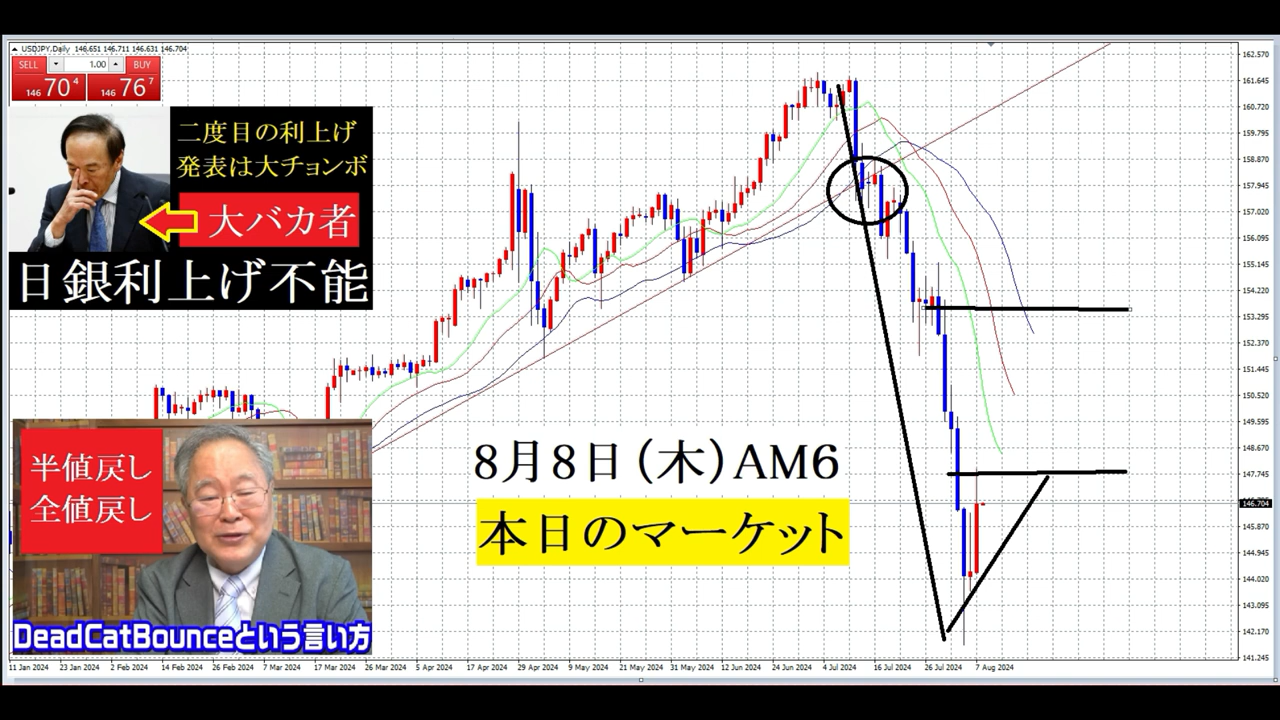 USDJPY,Daily 146.651 146.711 146.631 146.704
SELL 1.00 BUY
146 70 4 146 76 7
二度目の利上げ
発表は大チョンボ
大バカ者
日銀利上げ不能
半値戻し
全値戻し
DeadCatBounceという言い方
8月8日(木)AM6
本日のマーケット
162.570
161.645
160.720
159.795
158.870
157.945
157.020
156.095
155.145
154.220
153.295
152.370
151.445
150.520
149.595
148.670
147.745
146.704
145.870
144.945
144.020
143.095
142.170
141.245
11 Jan 2024 23 Jan 2024 2 Feb 2024 14 Feb 2024 26 Feb 2024 7 Mar 2024 17 Mar 2024 26 Mar 2024 5 Apr 2024 17 Apr 2024 29 Apr 2024 9 May 2024 21 May 2024 31 May 2024 12 Jun 2024 24 Jun 2024 4 Jul 2024 16 Jul 2024 26 Jul 2024 7 Aug 2024